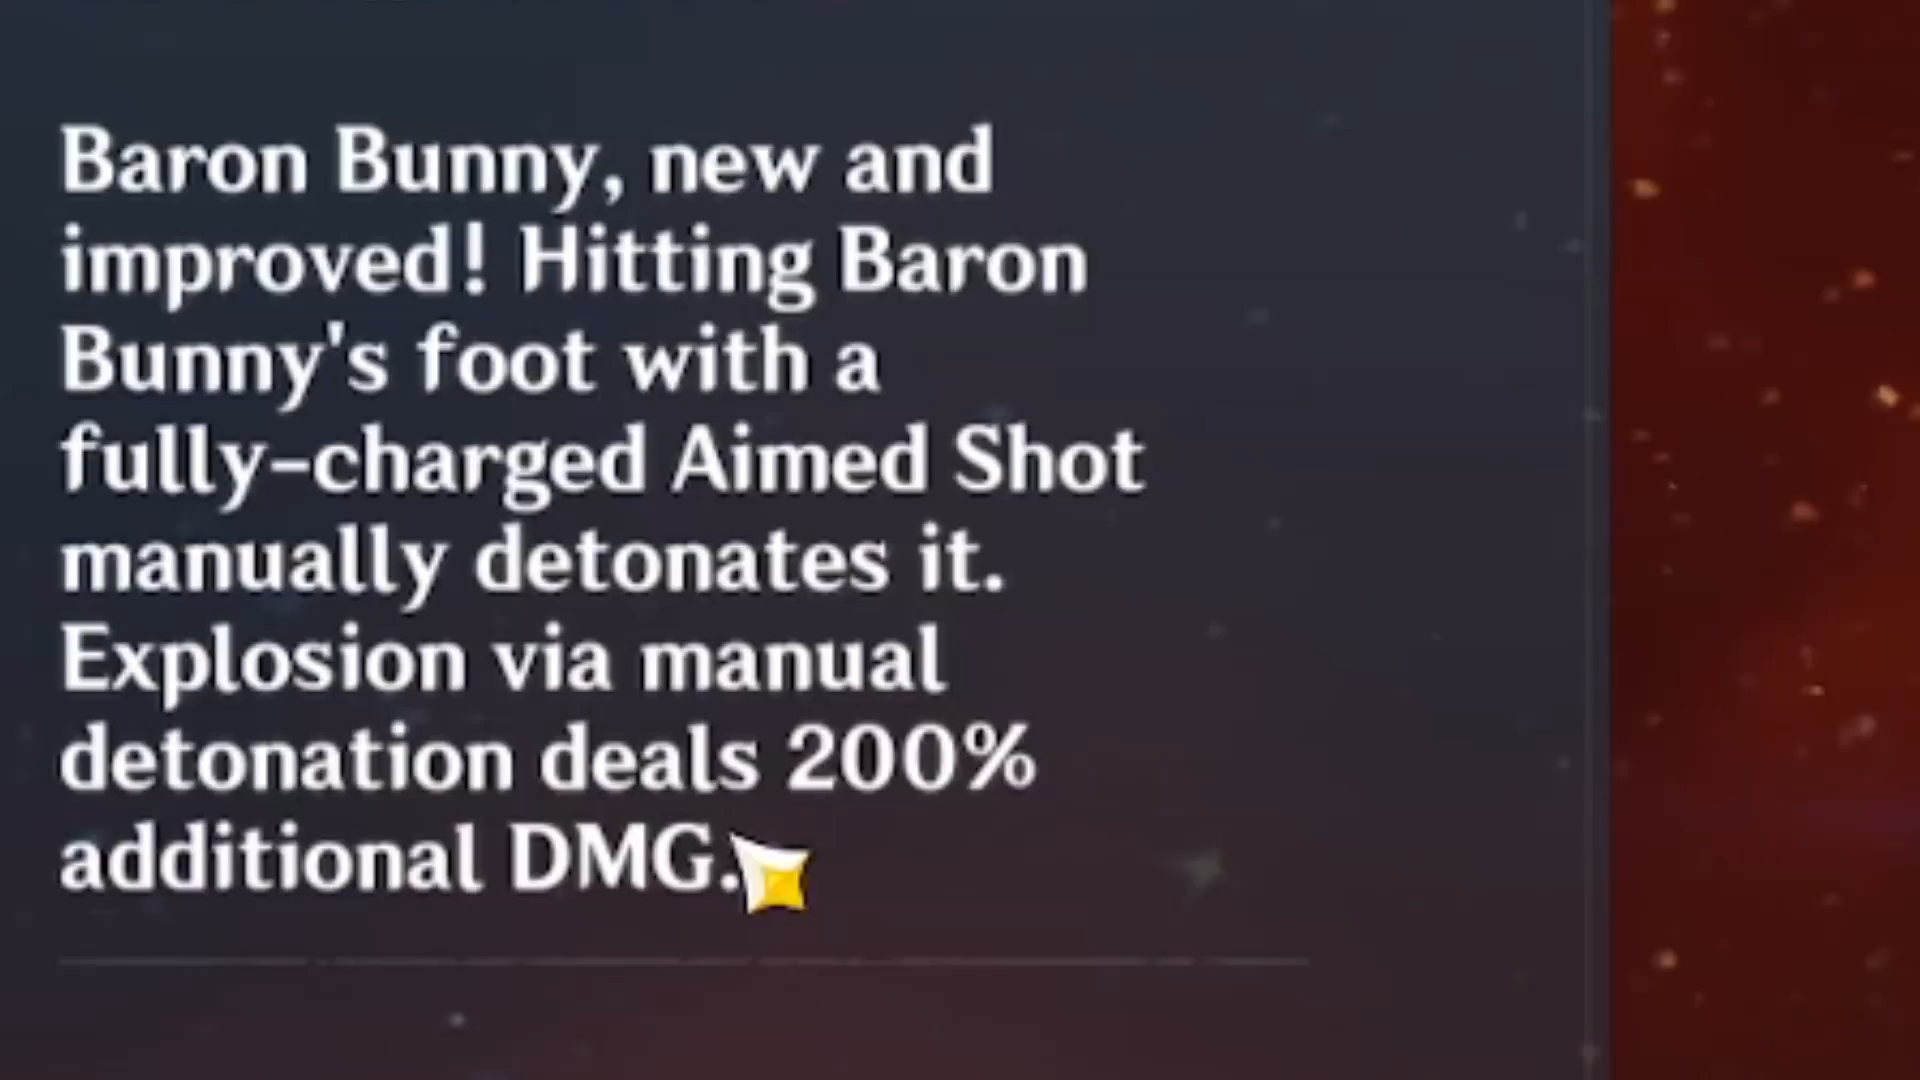 Baron Bunny, new and
improved! Hitting Baron
Bunny's foot with a
fully-charged Aimed Shot
manually detonates it.
Explosion via manual
detonation deals 200%
additional DMG.